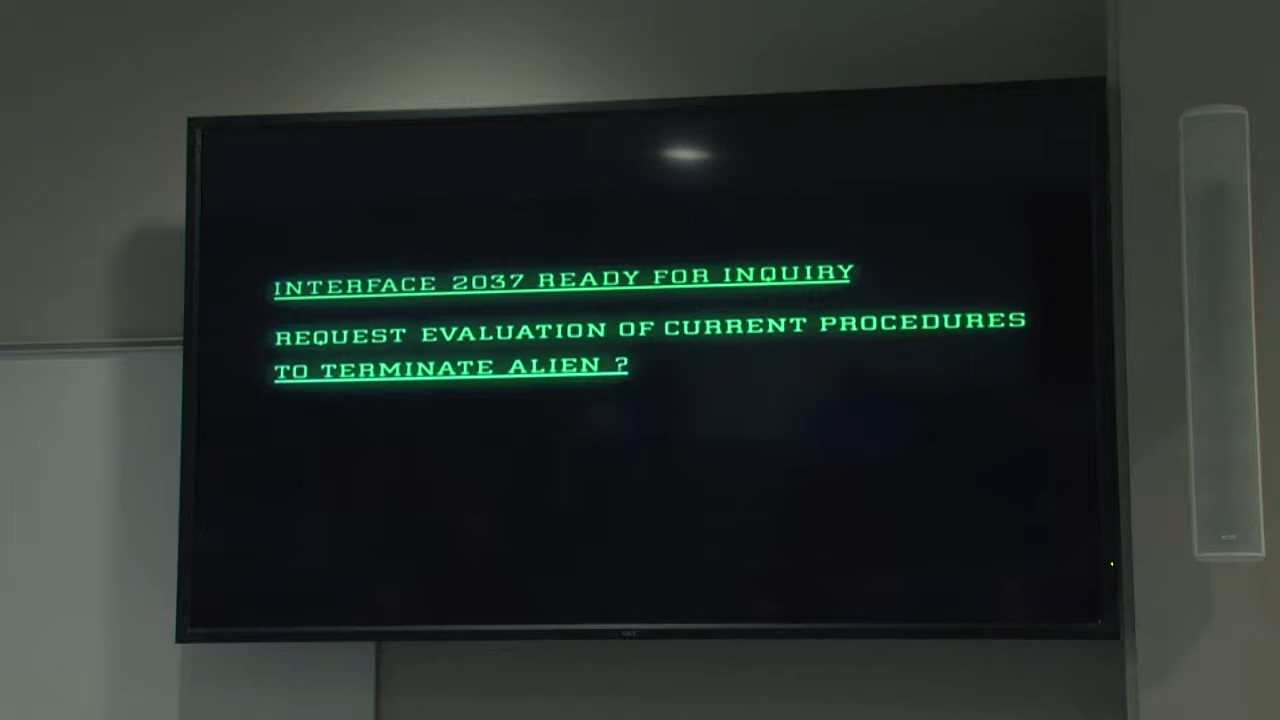 INTERFACE 2037 READY FOR INQUIRY
REQUEST EVALUATION OF CURRENT PROCEDURES
TO TERMINATE ALIEN ?